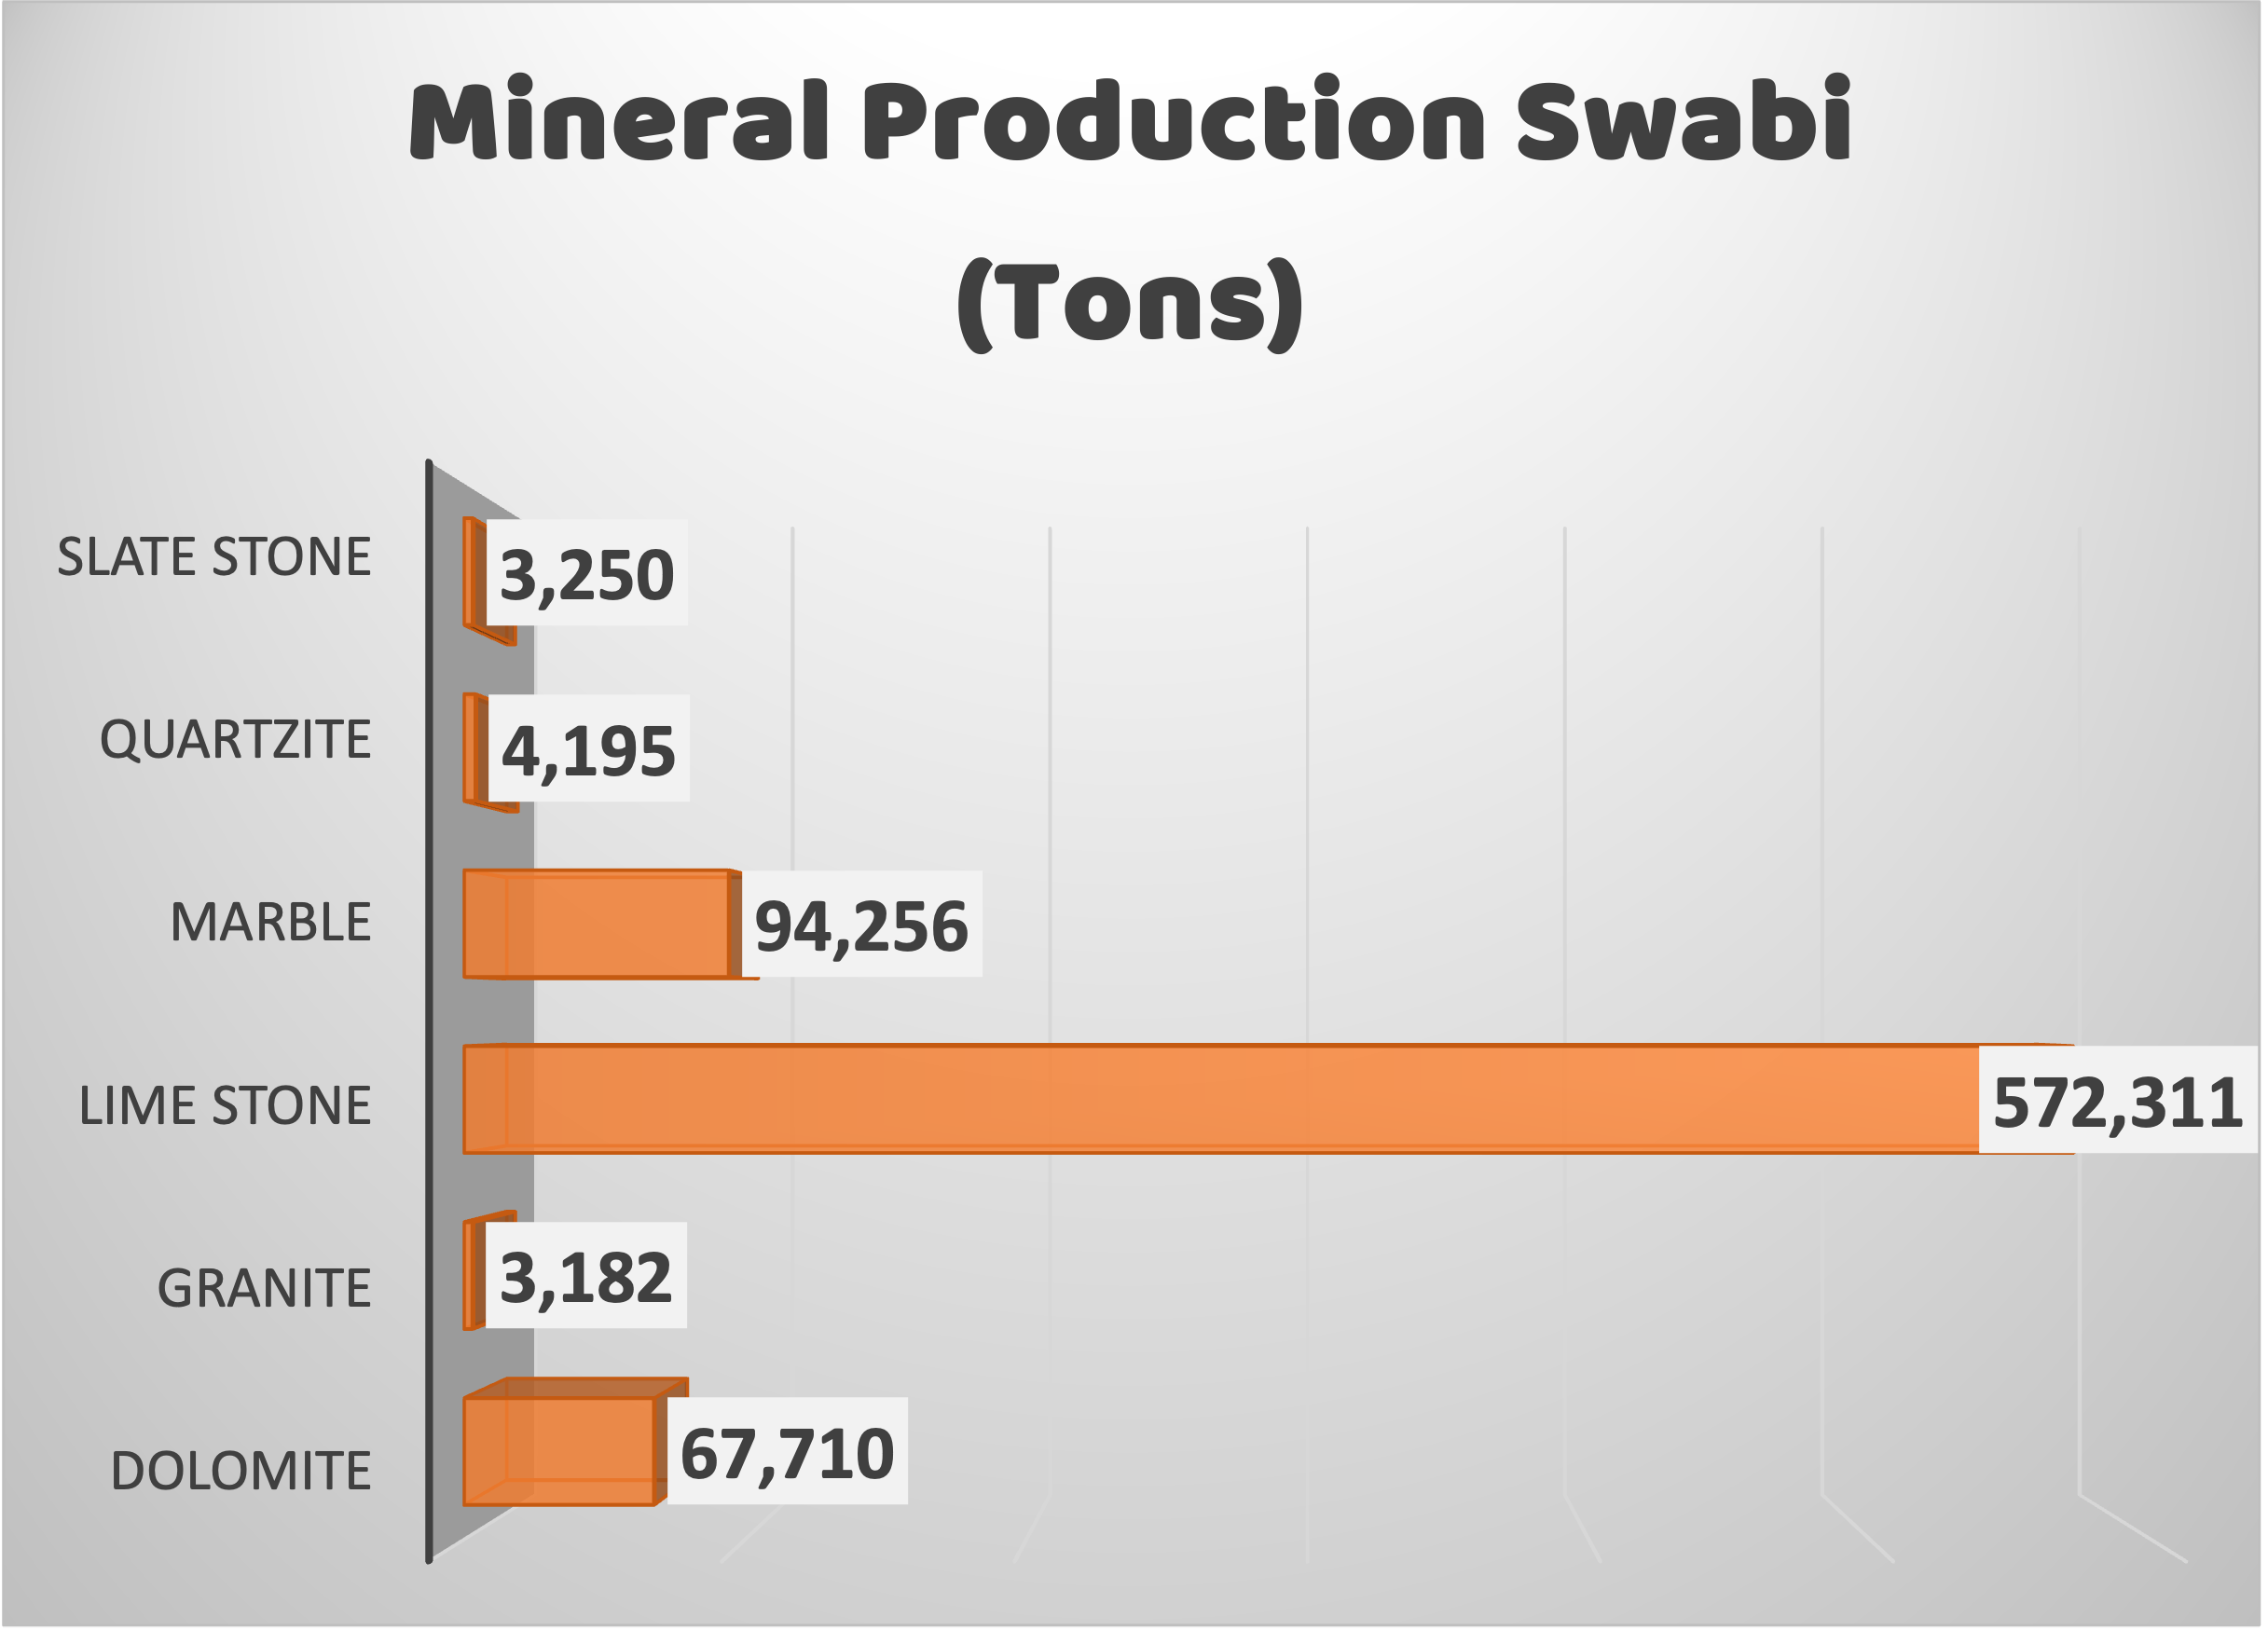 Mineral Production Swabi
(Tons)
SLATE STONE 3,250
QUARTZITE 4,195
MARBLE 94,256
LIME STONE 572,311
GRANITE 3,182
DOLOMITE 67,710